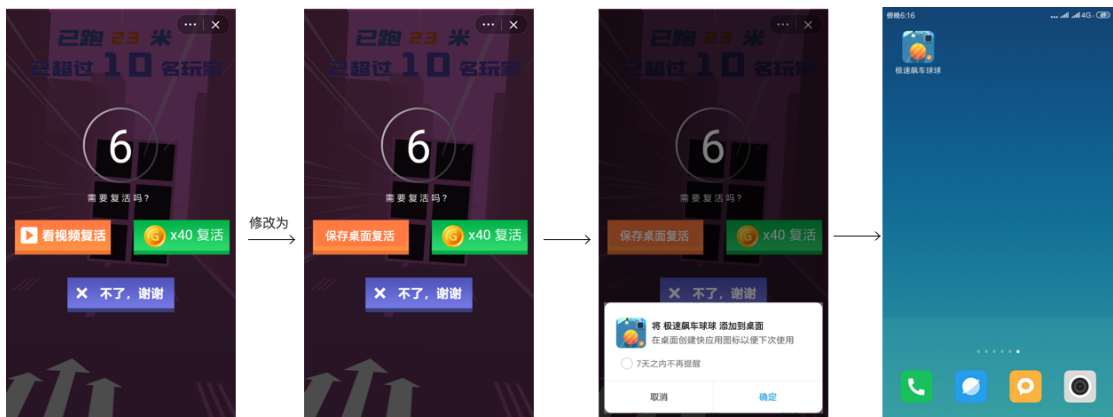 已跑 23 米
已超过 10 名玩家
6
需要复活吗?
看视频复活
x40 复活
不了，谢谢
修改为
已跑 23 米
已超过 10 名玩家
6
需要复活吗?
保存桌面复活
x40 复活
不了，谢谢
已跑 23 米
已超过 10 名玩家
6
需要复活吗?
保存桌面复活
x40 复活
不了，谢谢
将 极速飙车球球 添加到桌面
在桌面创建快应用图标以便下次使用
7天之内不再提醒
取消
确定
傍晚6:16
4G
极速飙车球球